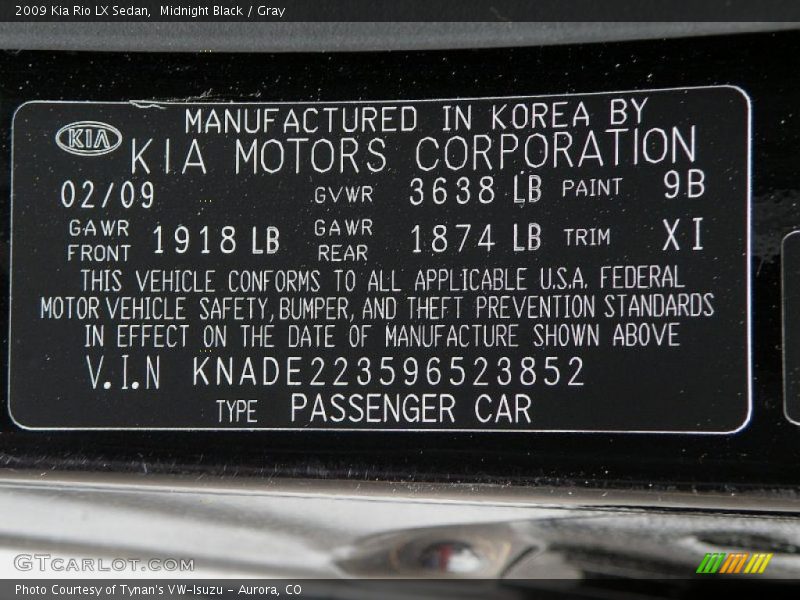 2009 Kia Rio LX Sedan, Midnight Black / Gray
MANUFACTURED IN KOREA BY
KIA KIA MOTORS CORPORATION
02/09 GVWR 3638 LB PAINT 9B
GAWR FRONT 1918 LB GAWR REAR 1874 LB TRIM XI
THIS VEHICLE CONFORMS TO ALL APPLICABLE U.S.A. FEDERAL
MOTOR VEHICLE SAFETY, BUMPER, AND THEFT PREVENTION STANDARDS
IN EFFECT ON THE DATE OF MANUFACTURE SHOWN ABOVE
V.I.N KNADE223596523852
TYPE PASSENGER CAR
GTCARLOT.COM
Photo Courtesy of Tynan's VW-Isuzu - Aurora, CO